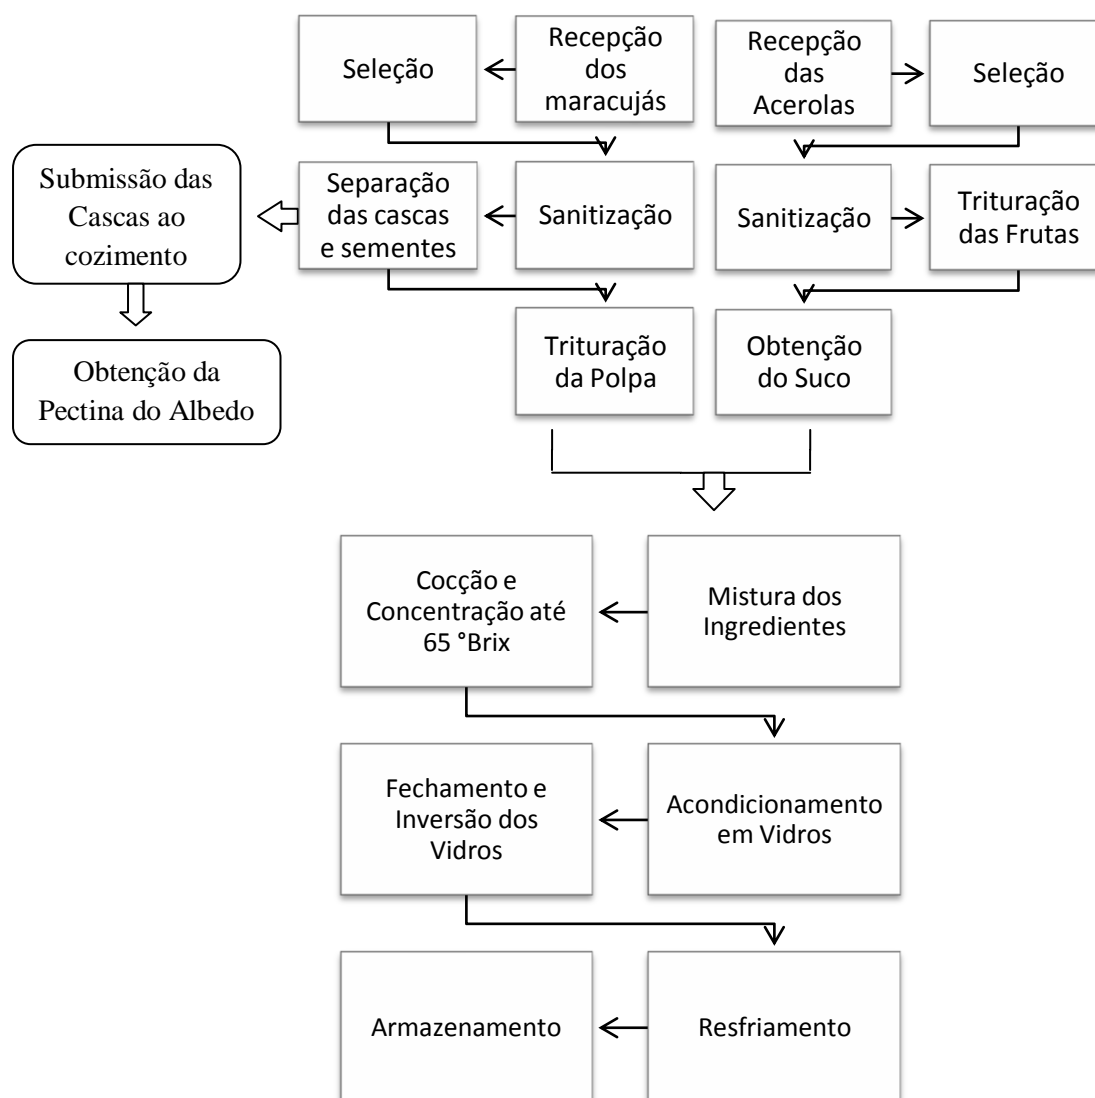 Seleção
Recepção
dos
maracujás
Recepção
das
Acerolas
Seleção
Submissão das
Cascas ao
cozimento
Separação
das cascas
e sementes
Sanitização
Sanitização
Trituração
das Frutas
Obtenção da
Pectina do Albedo
Trituração
da Polpa
Obtenção
do Suco
Cocção e
Concentração até
65 °Brix
Mistura dos
Ingredientes
Fechamento e
Inversão dos
Vidros
Acondicionamento
em Vidros
Armazenamento
Resfriamento